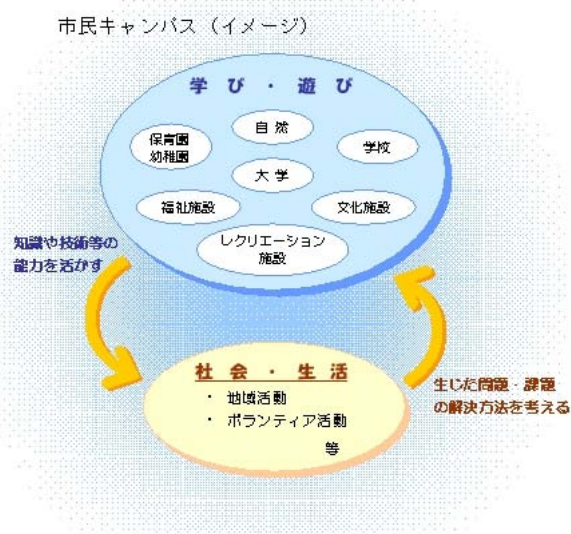 市民キャンパス（イメージ）
学 び ・ 遊 び
自 然
保育園
幼稚園
学校
大 学
福祉施設
文化施設
レクリエーション
施設
知識や技術等の
能力を活かす
社 会 ・ 生 活
・ 地域活動
・ ボランティア活動
等
生じた問題・課題
の解決方法を考える